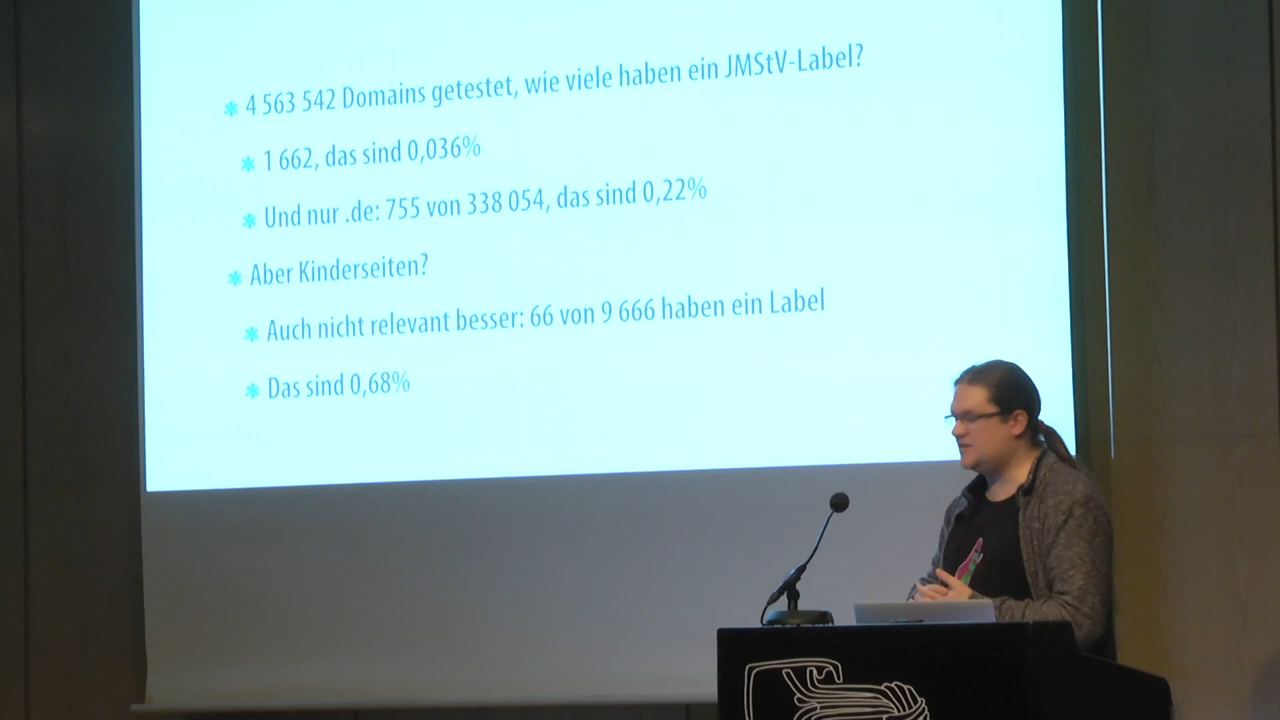 * 4 563 542 Domains getestet, wie viele haben ein JMStV-Label?
* 1 662, das sind 0,036%
* Und nur .de: 755 von 338 054, das sind 0,22%
* Aber Kinderseiten?
* Auch nicht relevant besser: 66 von 9 666 haben ein Label
* Das sind 0,68%